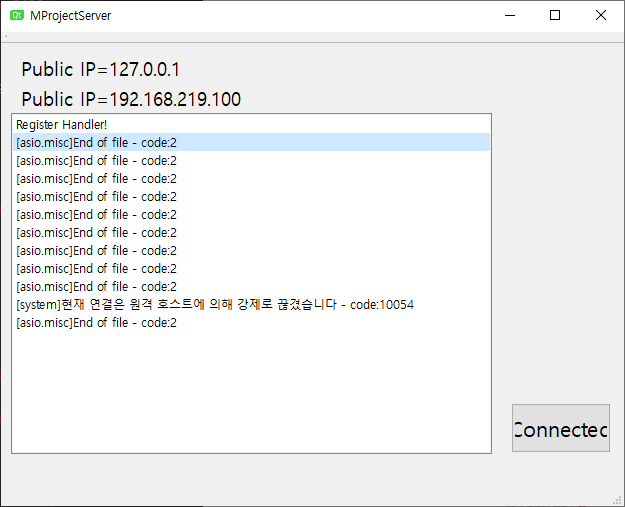 Qt MProjectServer
Public IP=127.0.0.1
Public IP=192.168.219.100
Register Handler!
[asio.misc]End of file - code:2
[asio.misc]End of file - code:2
[asio.misc]End of file - code:2
[asio.misc]End of file - code:2
[asio.misc]End of file - code:2
[asio.misc]End of file - code:2
[asio.misc]End of file - code:2
[asio.misc]End of file - code:2
[asio.misc]End of file - code:2
[system]현재 연결은 원격 호스트에 의해 강제로 끊겼습니다 - code:10054
[asio.misc]End of file - code:2
Connected